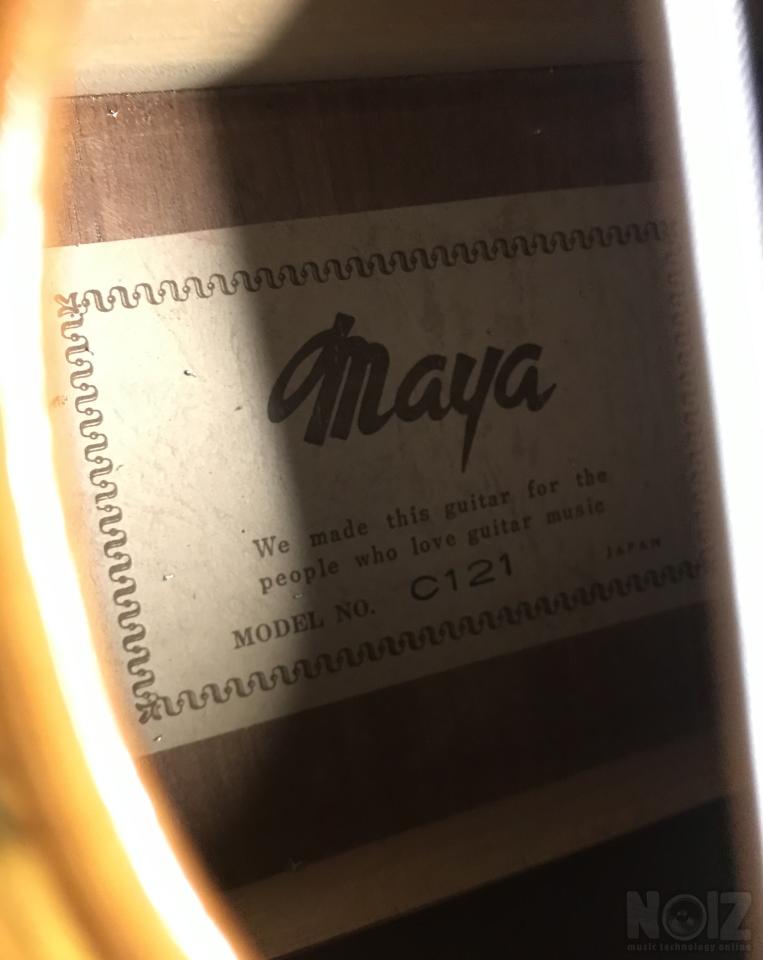 Maya
We made this guitar for the
people who love guitar music
JAPAN
MODEL NO. C121
NOIZ
music technology online